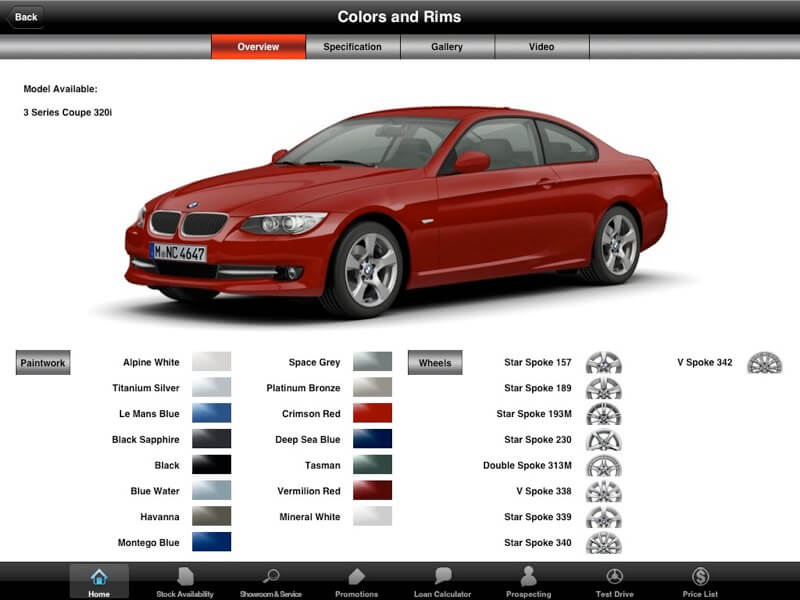 Back
Colors and Rims
Overview
Specification
Gallery
Video
Model Available:
3 Series Coupe 320i
M NC 4647
Paintwork
Alpine White
Titanium Silver
Le Mans Blue
Black Sapphire
Black
Blue Water
Havanna
Montego Blue
Space Grey
Platinum Bronze
Crimson Red
Deep Sea Blue
Tasman
Vermilion Red
Mineral White
Wheels
Star Spoke 157
Star Spoke 189
Star Spoke 193M
Star Spoke 230
Double Spoke 313M
V Spoke 338
Star Spoke 339
Star Spoke 340
V Spoke 342
Home
Stock Availability
Showroom & Service
Promotions
Loan Calculator
Prospecting
Test Drive
Price List